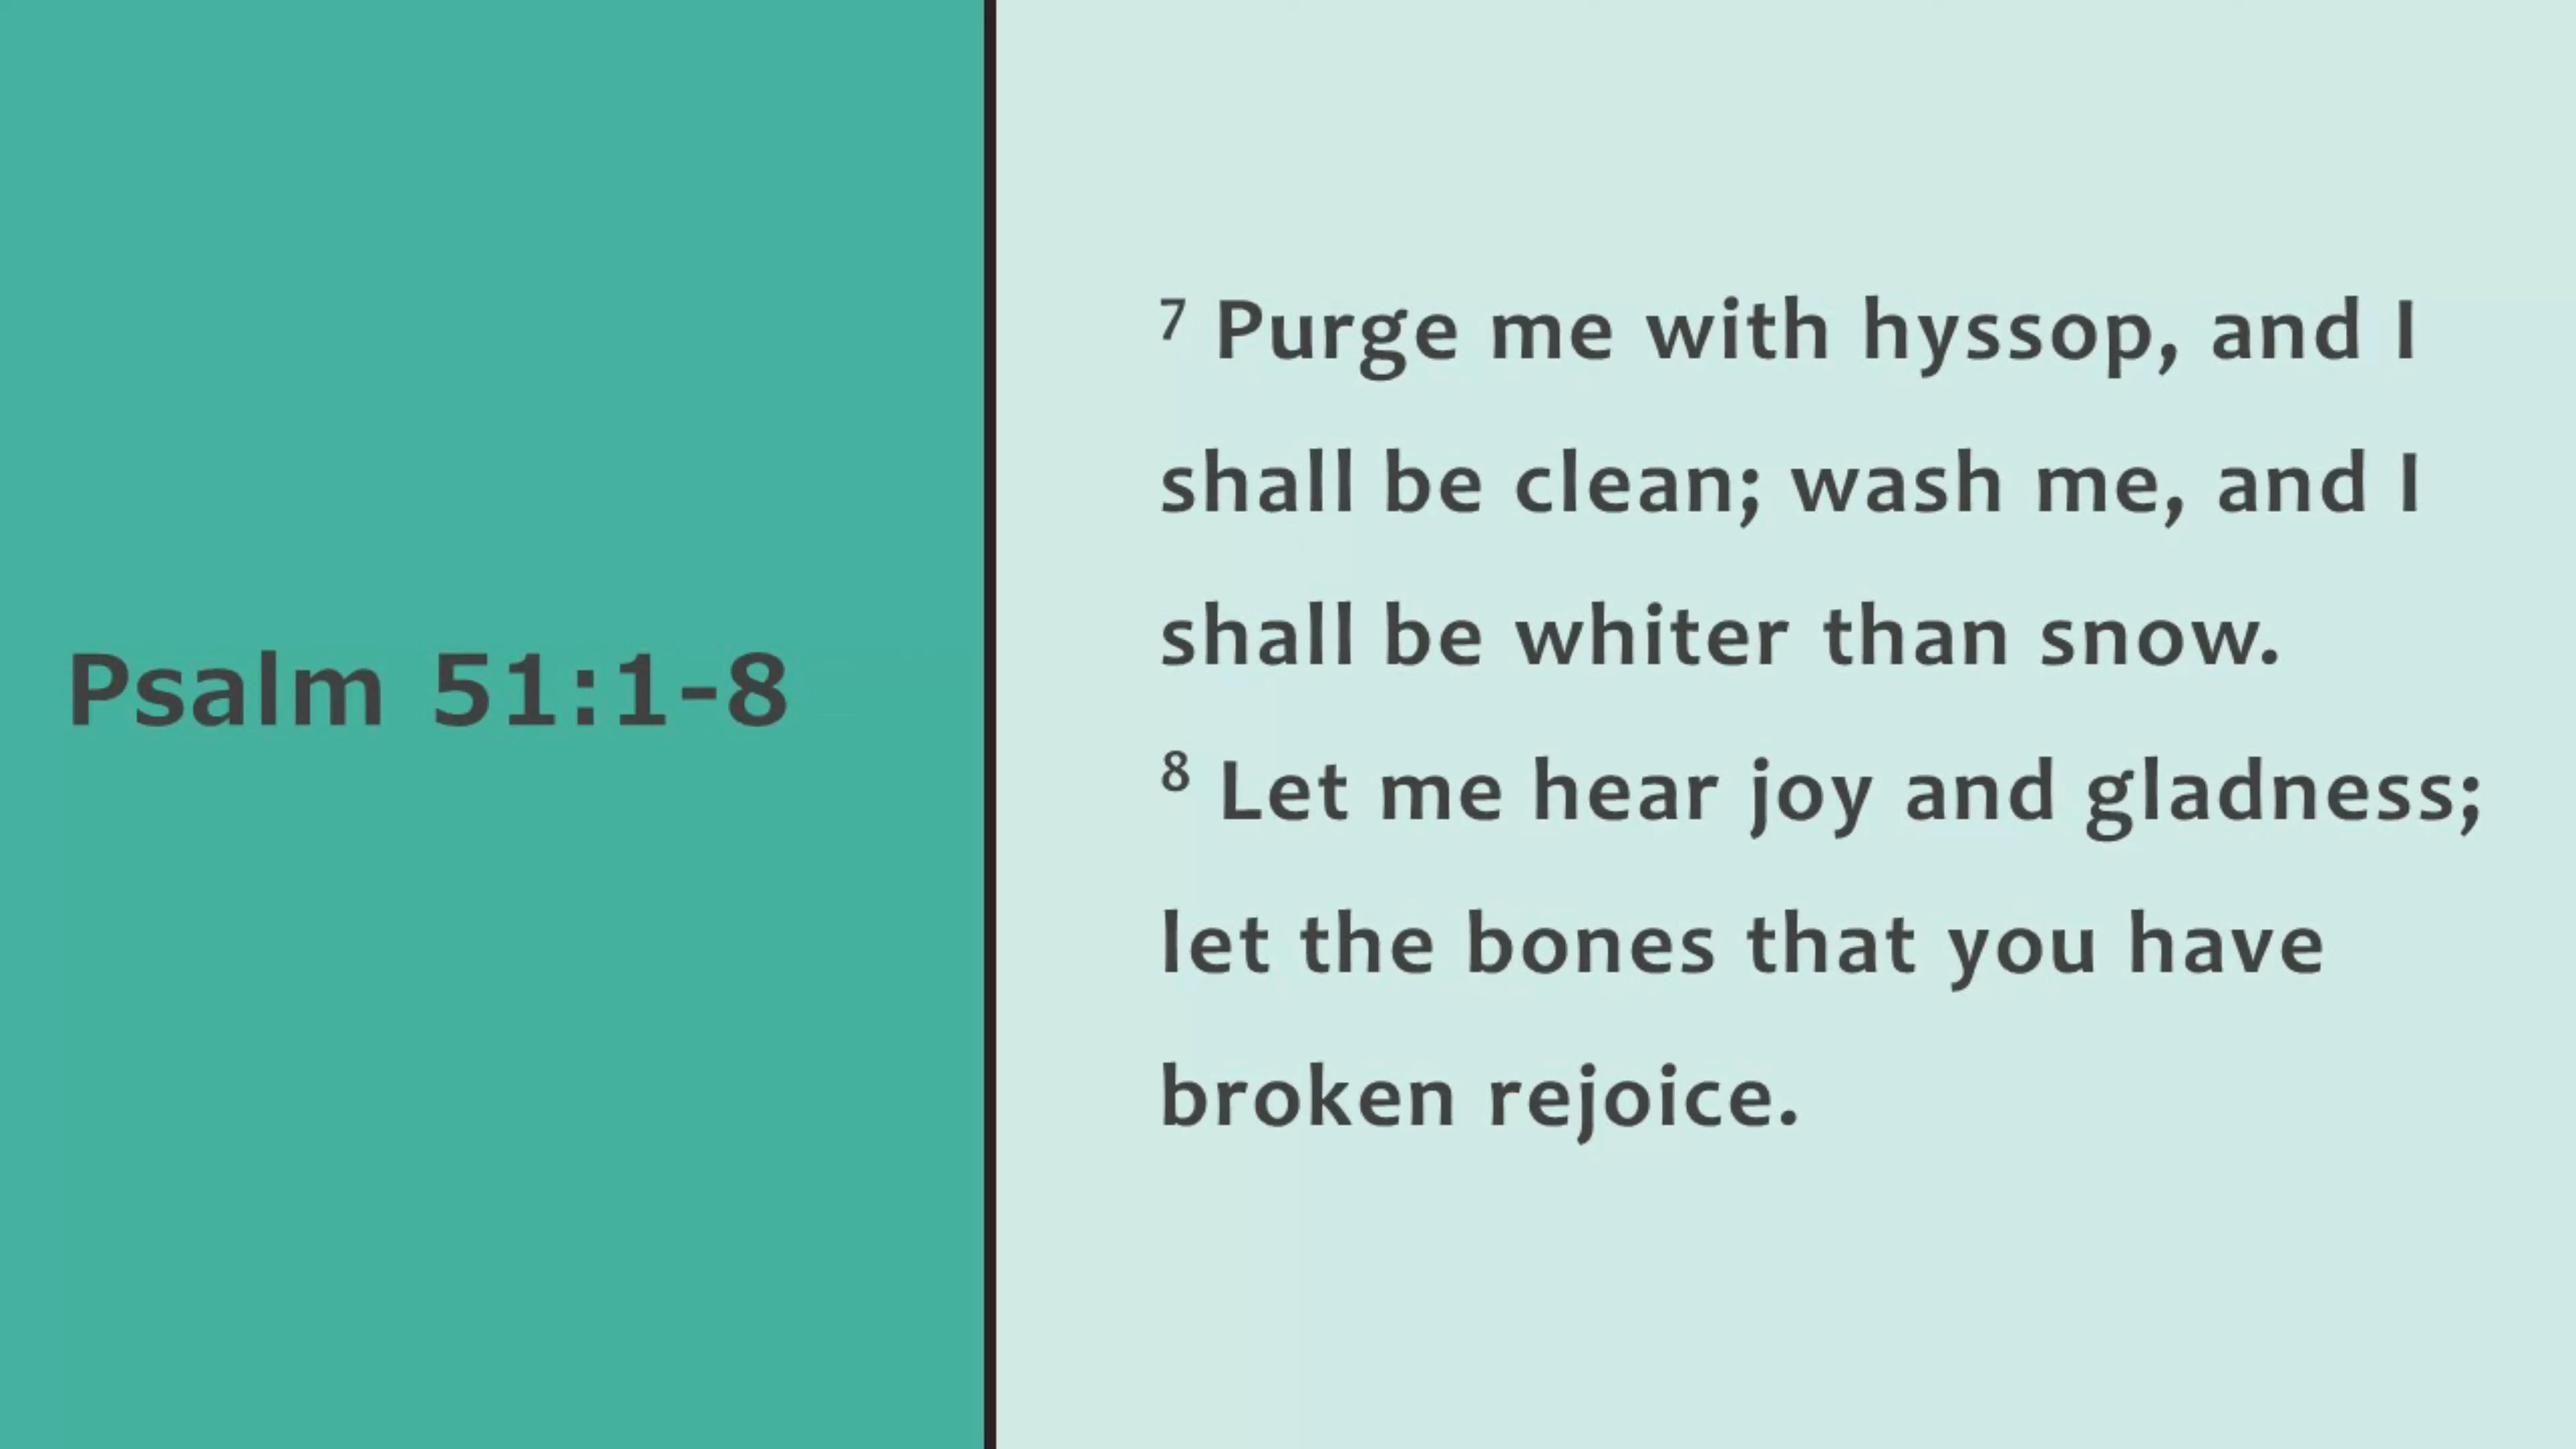 Psalm 51:1-8
7 Purge me with hyssop, and I
shall be clean; wash me, and I
shall be whiter than snow.
8 Let me hear joy and gladness;
let the bones that you have
broken rejoice.